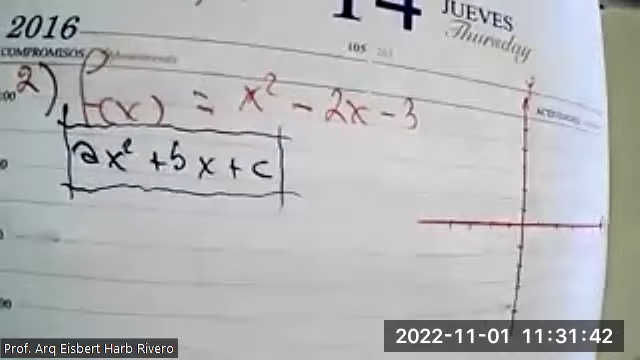 14
JUEVES
Thursday
2016
105
COMPROMISOS
2) f(x) = x² - 2x - 3
ax² + bx + c
y
Prof. Arq Eisbert Harb Rivero
2022-11-01 11:31:42